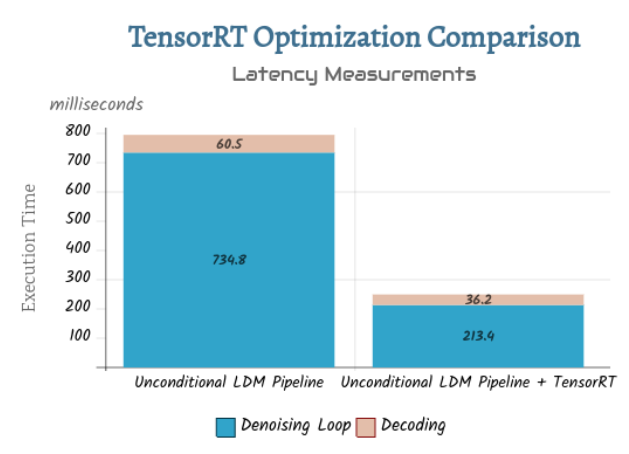 TensorRT Optimization Comparison
Latency Measurements
milliseconds
Execution Time
800
700
600
500
400
300
200
100
60.5
734.8
36.2
213.4
Unconditional LDM Pipeline
Unconditional LDM Pipeline + TensorRT
Denoising Loop
Decoding